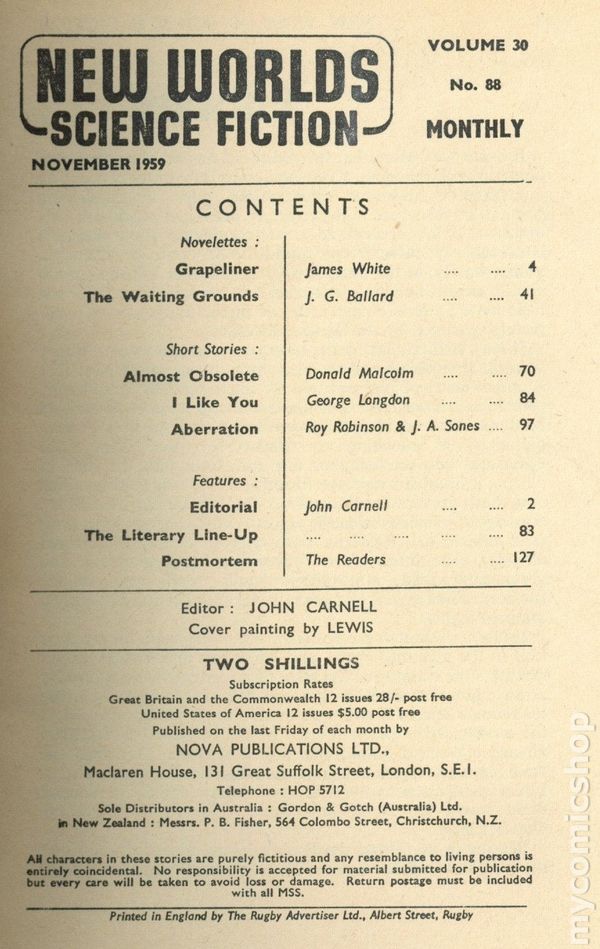 NEW WORLDS
SCIENCE FICTION
VOLUME 30
No. 88
MONTHLY
NOVEMBER 1959
CONTENTS
Novelettes :
Grapeliner James White .... .... 4
The Waiting Grounds J. G. Ballard .... .... 41
Short Stories :
Almost Obsolete Donald Malcolm .... .... 70
I Like You George Longdon .... .... 84
Aberration Roy Robinson & J. A. Sones .... 97
Features :
Editorial John Carnell .... .... 2
The Literary Line-Up .... .... .... .... .... 83
Postmortem The Readers .... .... 127
Editor : JOHN CARNELL
Cover painting by LEWIS
TWO SHILLINGS
Subscription Rates
Great Britain and the Commonwealth 12 issues 28/- post free
United States of America 12 issues $5.00 post free
Published on the last Friday of each month by
NOVA PUBLICATIONS LTD.,
Maclaren House, 131 Great Suffolk Street, London, S.E.1.
Telephone : HOP 5712
Sole Distributors in Australia : Gordon & Gotch (Australia) Ltd.
in New Zealand : Messrs. P. B. Fisher, 564 Colombo Street, Christchurch, N.Z.
All characters in these stories are purely fictitious and any resemblance to living persons is
entirely coincidental. No responsibility is accepted for material submitted for publication
but every care will be taken to avoid loss or damage. Return postage must be included
with all MSS.
Printed in England by The Rugby Advertiser Ltd., Albert Street, Rugby
mycomicshop